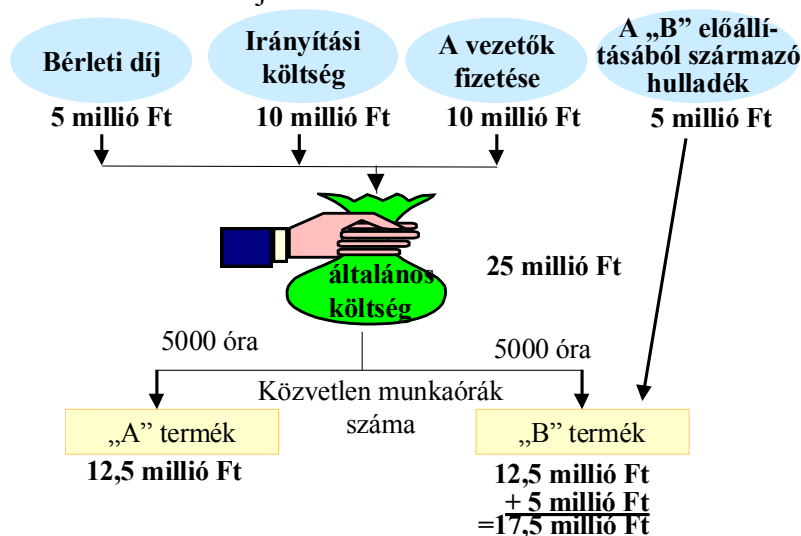 Bérleti díj
5 millió Ft
Irányítási
költség
10 millió Ft
A vezetők
fizetése
10 millió Ft
A „B” előállí-
tásából származó
hulladék
5 millió Ft
általános
költség
25 millió Ft
5000 óra
5000 óra
Közvetlen munkaórák
száma
„A” termék
12,5 millió Ft
„B” termék
12,5 millió Ft
+ 5 millió Ft
=17,5 millió Ft